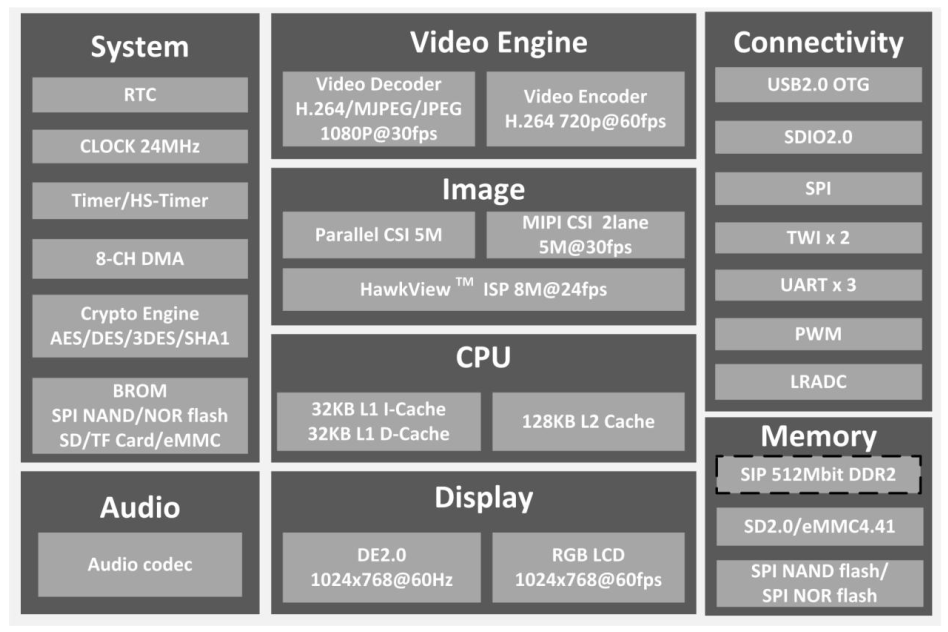 System
RTC
CLOCK 24MHz
Timer/HS-Timer
8-CH DMA
Crypto Engine
AES/DES/3DES/SHA1
BROM
SPI NAND/NOR flash
SD/TF Card/eMMC
Audio
Audio codec
Video Engine
Video Decoder
H.264/MJPEG/JPEG
1080P@30fps
Video Encoder
H.264 720p@60fps
Image
Parallel CSI 5M
MIPI CSI 2lane
5M@30fps
HawkView TM ISP 8M@24fps
CPU
32KB L1 I-Cache
32KB L1 D-Cache
128KB L2 Cache
Display
DE2.0
1024x768@60Hz
RGB LCD
1024x768@60fps
Connectivity
USB2.0 OTG
SDIO2.0
SPI
TWI x 2
UART x 3
PWM
LRADC
Memory
SIP 512Mbit DDR2
SD2.0/eMMC4.41
SPI NAND flash/
SPI NOR flash